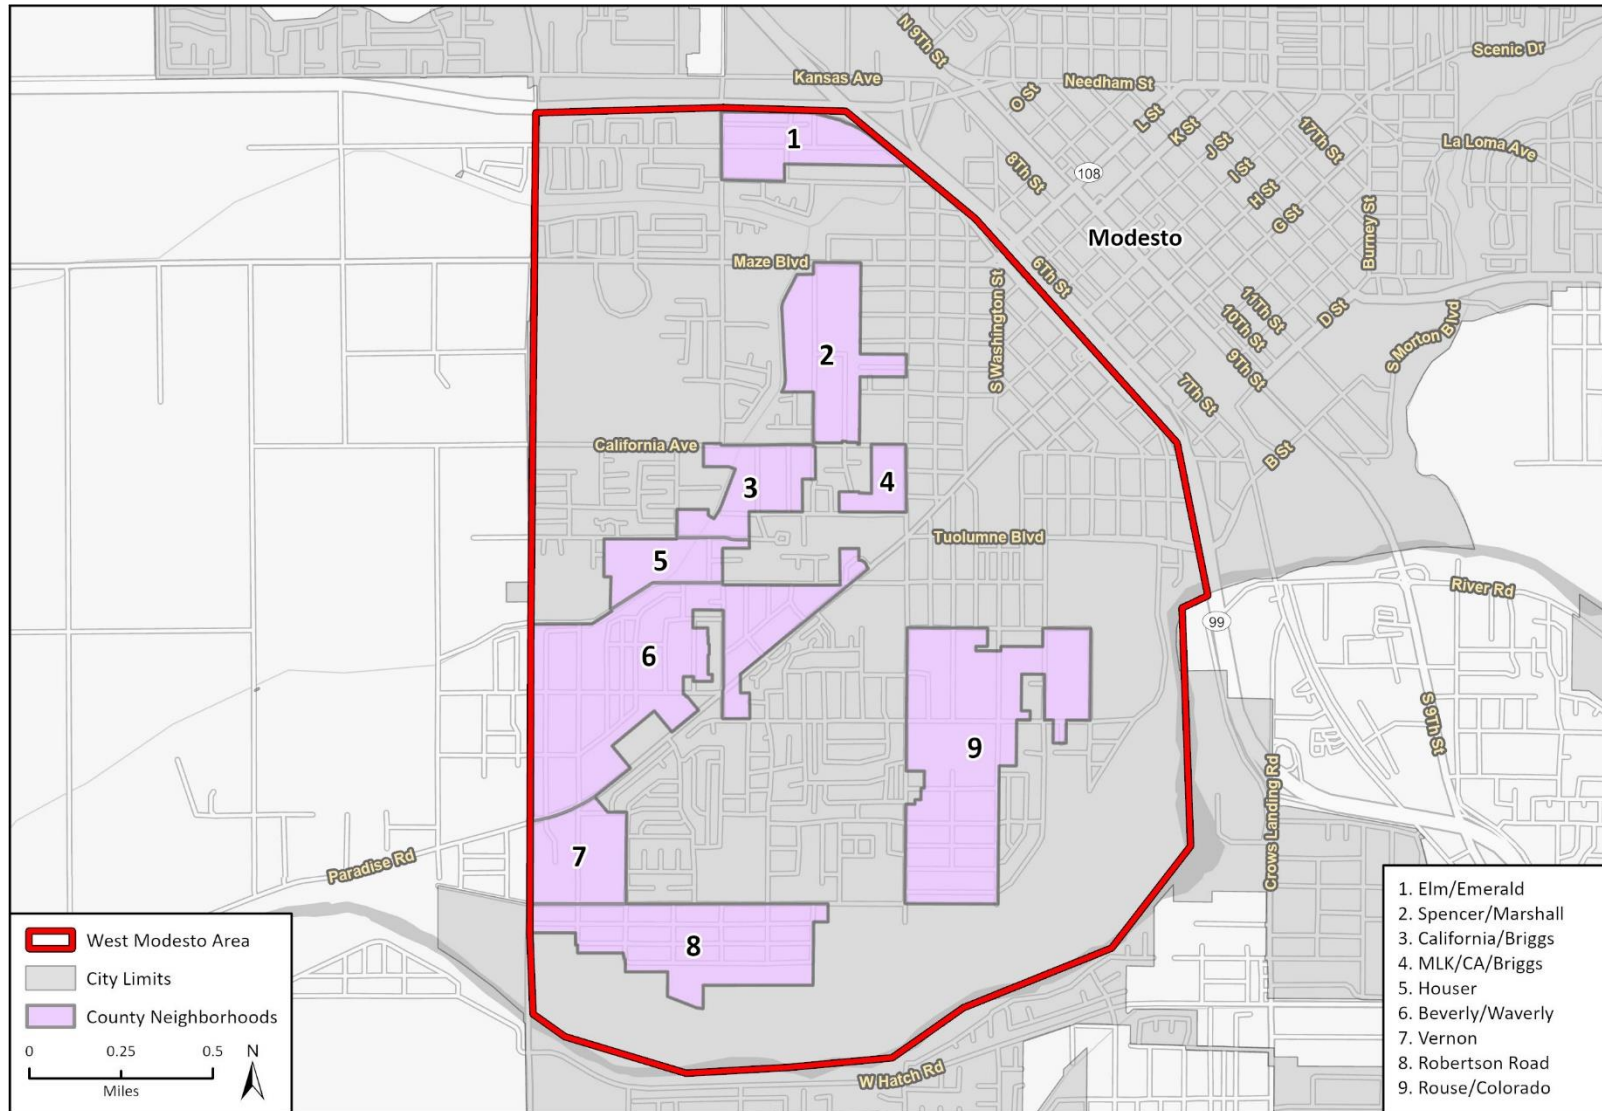 N 9Th St
Scenic Dr
Kansas Ave
Needham St
O St
L St
K St
J St
I St
H St
G St
17Th St
La Loma Ave
1
8Th St
108
Modesto
Burney St
Maze Blvd
6Th St
S Washington St
11Th St
10Th St
9Th St
D St
S Morton Blvd
2
7Th St
California Ave
B St
3
4
Tuolumne Blvd
5
River Rd
99
6
S 9Th St
9
Crows Landing Rd
Paradise Rd
7
8
W Hatch Rd
West Modesto Area
City Limits
County Neighborhoods
0 0.25 0.5
Miles
N
1. Elm/Emerald
2. Spencer/Marshall
3. California/Briggs
4. MLK/CA/Briggs
5. Houser
6. Beverly/Waverly
7. Vernon
8. Robertson Road
9. Rouse/Colorado